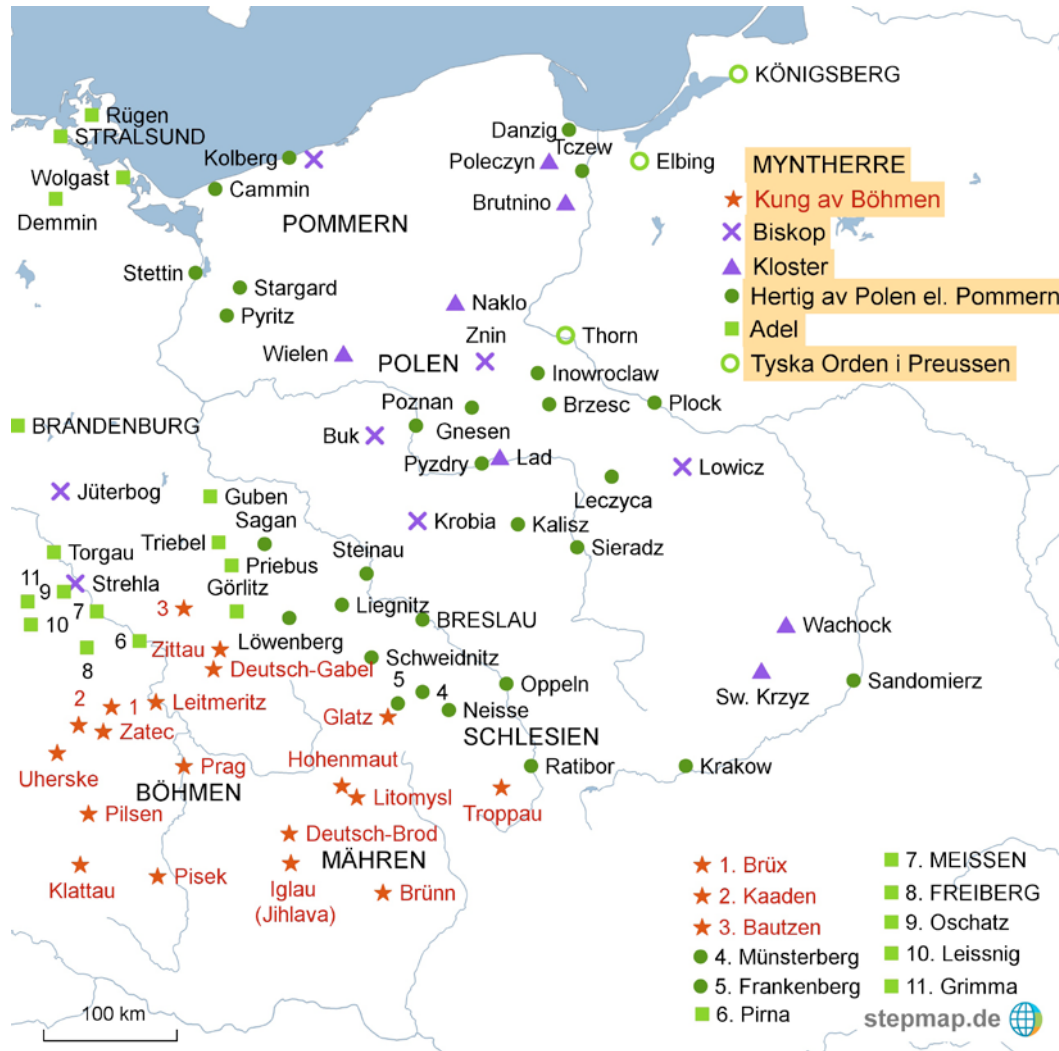 KÖNIGSBERG
Rügen
STRALSUND
Danzig
Tczew
Kolberg
Poleczyn
Elbing
MYNTHERRE
Wolgast
Cammin
Brutnino
Kung av Böhmen
Demmin
POMMERN
Biskop
Stettin
Kloster
Stargard
Naklo
Hertig av Polen el. Pommern
Pyritz
Znin
Thorn
Adel
Wielen
POLEN
Tyska Orden i Preussen
Inowroclaw
Poznan
Brzesc
Plock
BRANDENBURG
Gnesen
Buk
Pyzdry
Lad
Lowicz
Jüterbog
Guben
Leczyca
Sagan
Krobia
Kalisz
Triebel
Steinau
Sieradz
Torgau
Priebus
11
9
Strehla
Görlitz
7
3
Liegnitz
10
BRESLAU
Wachock
6
Zittau
Löwenberg
8
Deutsch-Gabel
Schweidnitz
5
4
Oppeln
Sandomierz
2
1
Leitmeritz
Neisse
Sw. Krzyz
Zatec
Glatz
SCHLESIEN
Uherske
Prag
Hohenmaut
Ratibor
Krakow
BÖHMEN
Litomysl
Troppau
Pilsen
Deutsch-Brod
MÄHREN
Klattau
Pisek
Iglau
(Jihlava)
Brünn
1. Brüx
2. Kaaden
3. Bautzen
4. Münsterberg
5. Frankenberg
6. Pirna
7. MEISSEN
8. FREIBERG
9. Oschatz
10. Leissnig
11. Grimma
100 km
stepmap.de